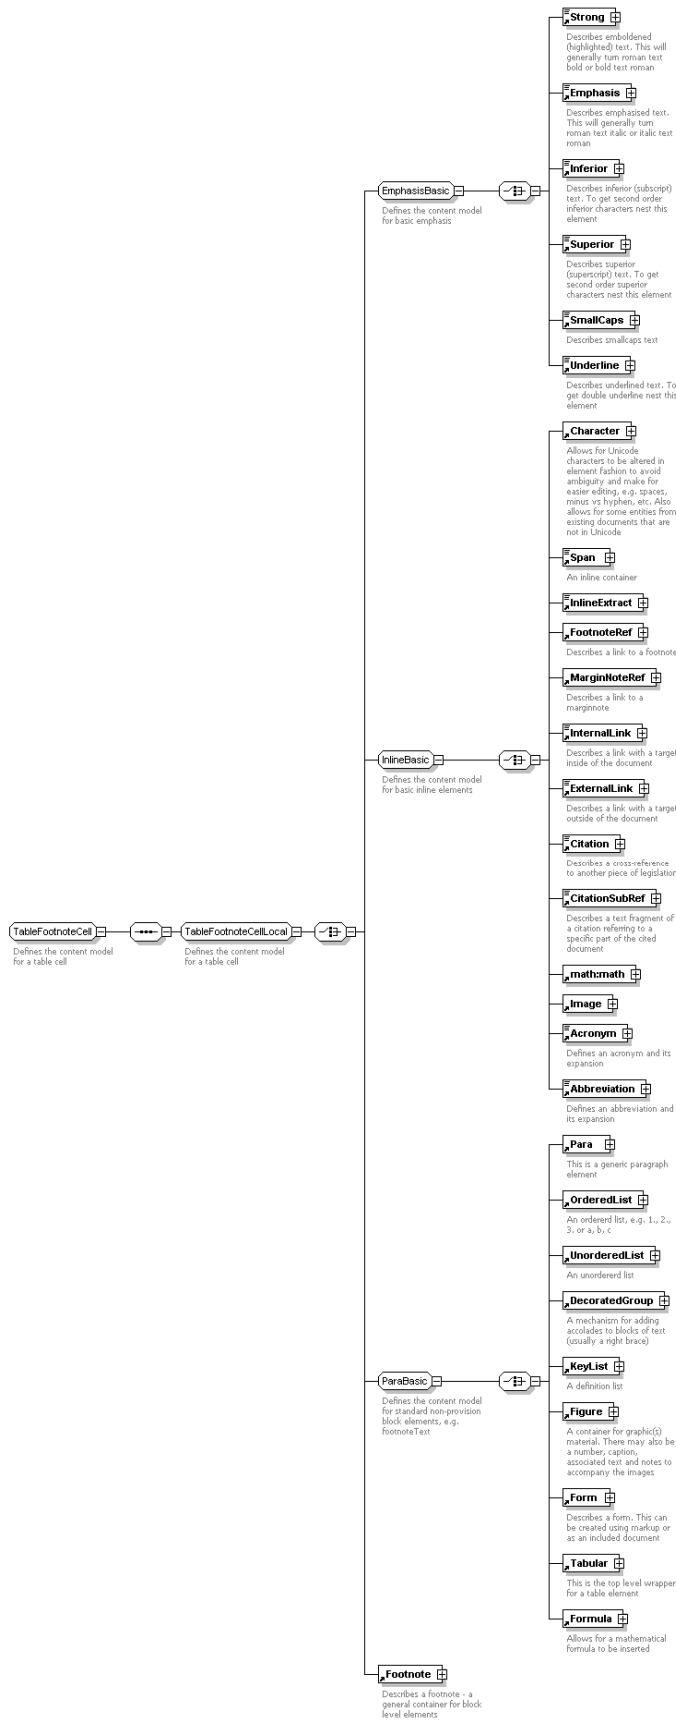 Strong
Describes emboldened
(highlighted) text. This will
generally turn roman text
bold or bold text roman
Emphasis
Describes emphasised text.
This will generally turn
roman text italic or italic text
roman
Inferior
Describes inferior (subscript)
text. To get second order
inferior characters nest this
element
EmphasisBasic
Defines the content model
for basic emphasis
Superior
Describes superior
(superscript) text. To get
second order superior
characters nest this element
SmallCaps
Describes smallcaps text
Underline
Describes underlined text. To
get double underline nest this
element
Character
Allows for Unicode
characters to be altered in
element fashion to avoid
ambiguity and make for
easier editing, e.g. spaces,
minus vs hyphen, etc. Also
allows for some entities from
existing documents that are
not in Unicode
Span
An inline container
InlineExtract
FootnoteRef
Describes a link to a footnote
MarginNoteRef
Describes a link to a
marginnote
InternalLink
Describes a link with a target
inside of the document
InlineBasic
Defines the content model
for basic inline elements
ExternalLink
Describes a link with a target
outside of the document
Citation
Describes a cross-reference
to another piece of legislation
CitationSubRef
Describes a text fragment of
a citation referring to a
specific part of the cited
document
TableFootnoteCell
Defines the content model
for a table cell
TableFootnoteCellLocal
Defines the content model
for a table cell
math:math
Image
Acronym
Defines an acronym and its
expansion
Abbreviation
Defines an abbreviation and
its expansion
Para
This is a generic paragraph
element
OrderedList
An ordererd list, e.g. 1., 2.,
3. or a, b, c
UnorderedList
An unordererd list
DecoratedGroup
A mechanism for adding
accolades to blocks of text
(usually a right brace)
KeyList
A definition list
ParaBasic
Defines the content model
for standard non-provision
block elements, e.g.
footnoteText
Figure
A container for graphic(s)
material. There may also be
a number, caption,
associated text and notes to
accompany the images
Form
Describes a form. This can
be created using markup or
as an included document
Tabular
This is the top level wrapper
for a table element
Formula
Allows for a mathematical
formula to be inserted
Footnote
Describes a footnote - a
general container for block
level elements